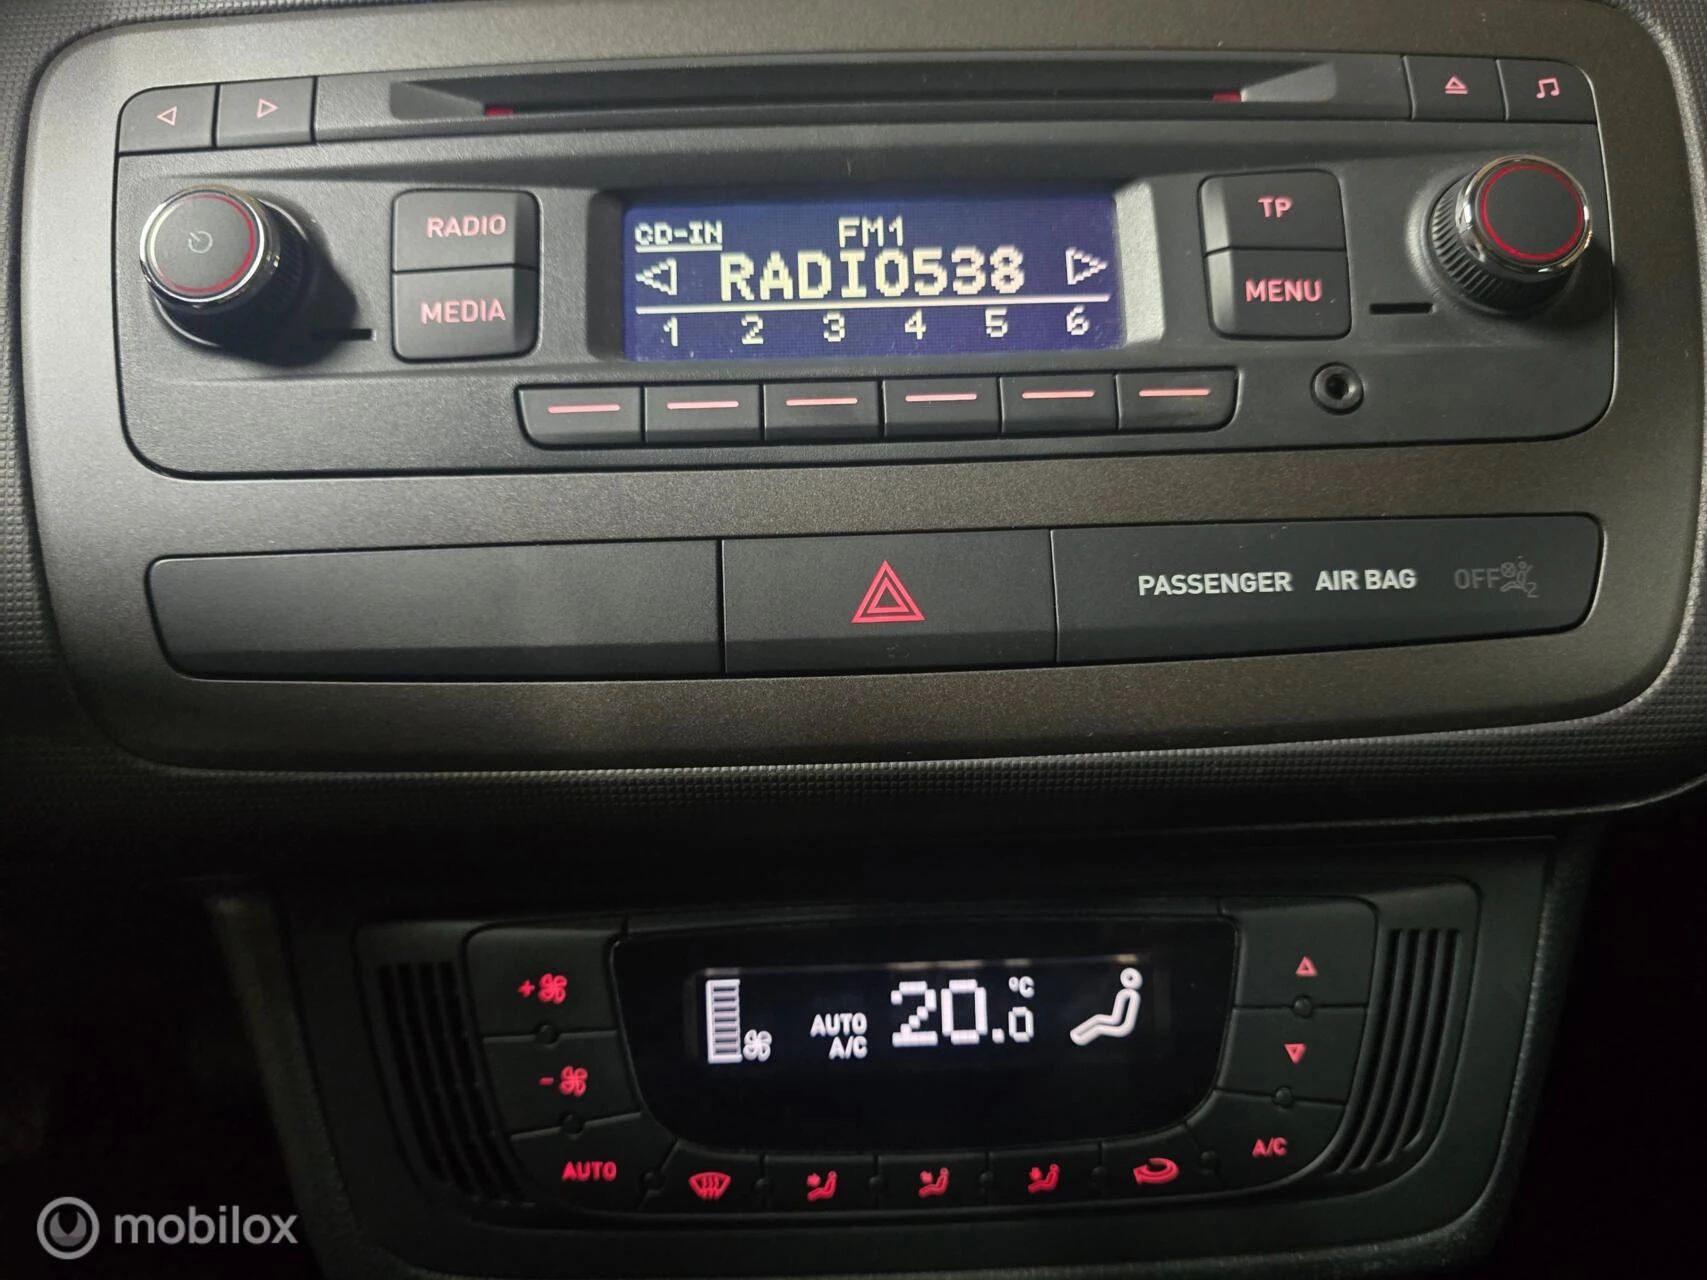 RADIO
MEDIA
CD-IN FM1
RADIO538
1 2 3 4 5 6
TP
MENU
PASSENGER AIR BAG OFF
2
+
-
AUTO
AUTO
A/C
20.0 °C
A/C
mobilox